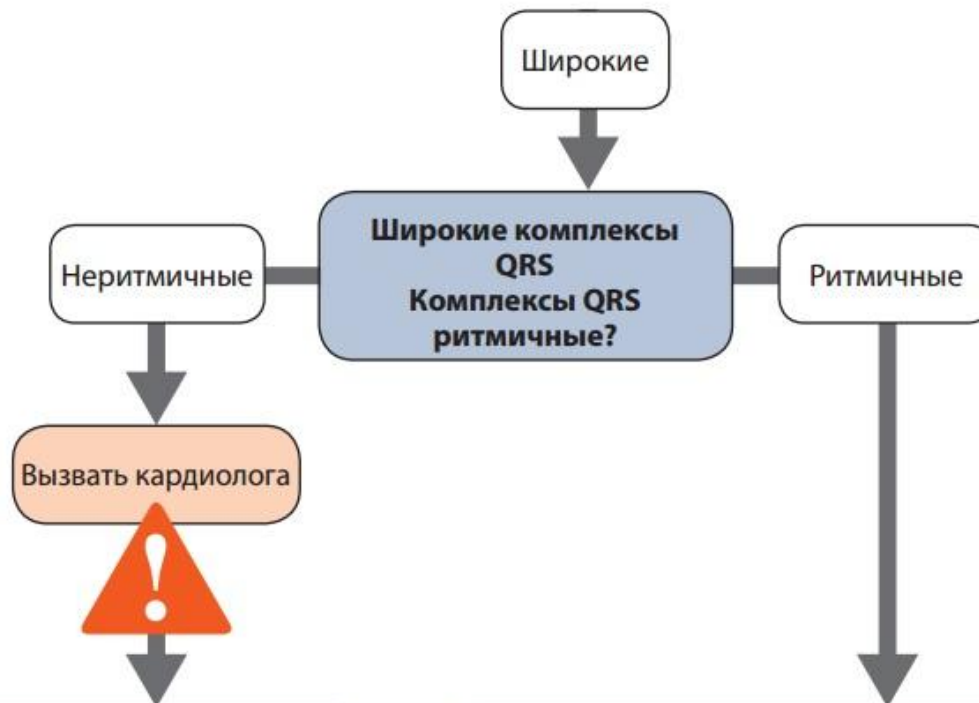 Широкие
Широкие комплексы
QRS
Комплексы QRS
ритмичные?
Неритмичные
Ритмичные
Вызвать кардиолога
!